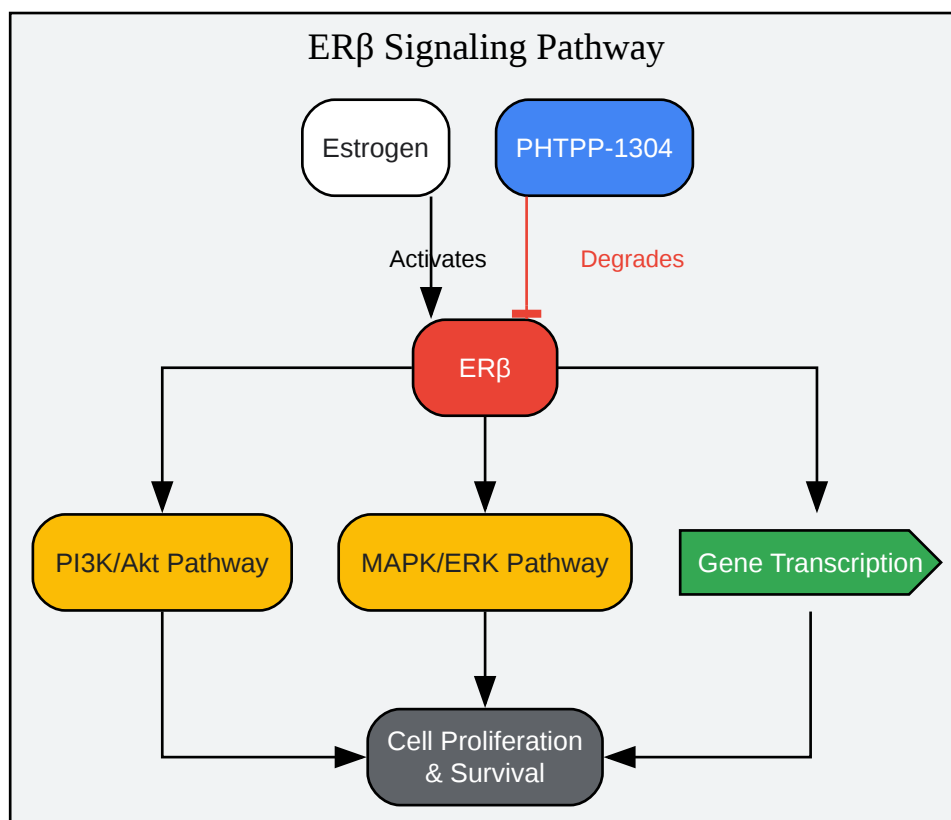 ERβ Signaling Pathway
Estrogen
PHTPP-1304
Activates
Degrades
ERβ
PI3K/Akt Pathway
MAPK/ERK Pathway
Gene Transcription
Cell Proliferation
& Survival